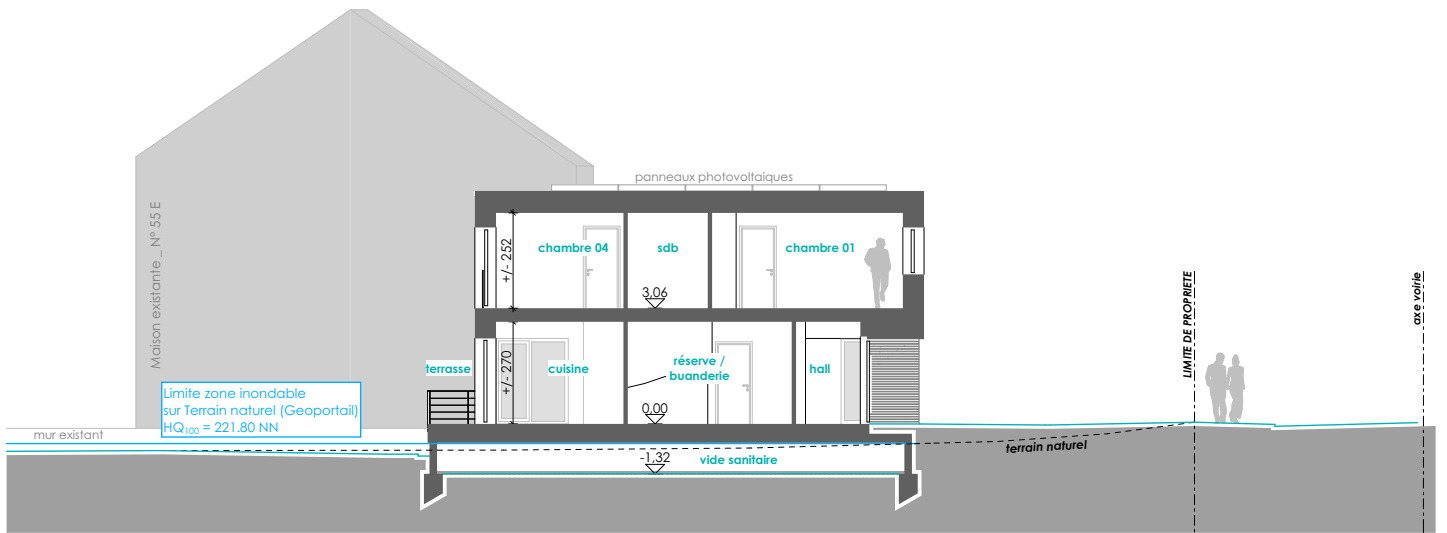 panneaux photovoltaiques
Maison existante _ N° 55 E
+/- 252
chambre 04
sdb
chambre 01
3,06
LIMITE DE PROPRIETE
axe voirie
terrasse
+/- 270
cuisine
réserve /
buanderie
hall
0,00
Limite zone inondable
sur Terrain naturel (Geoportail)
HQ100 = 221.80 NN
mur existant
terrain naturel
-1,32
vide sanitaire